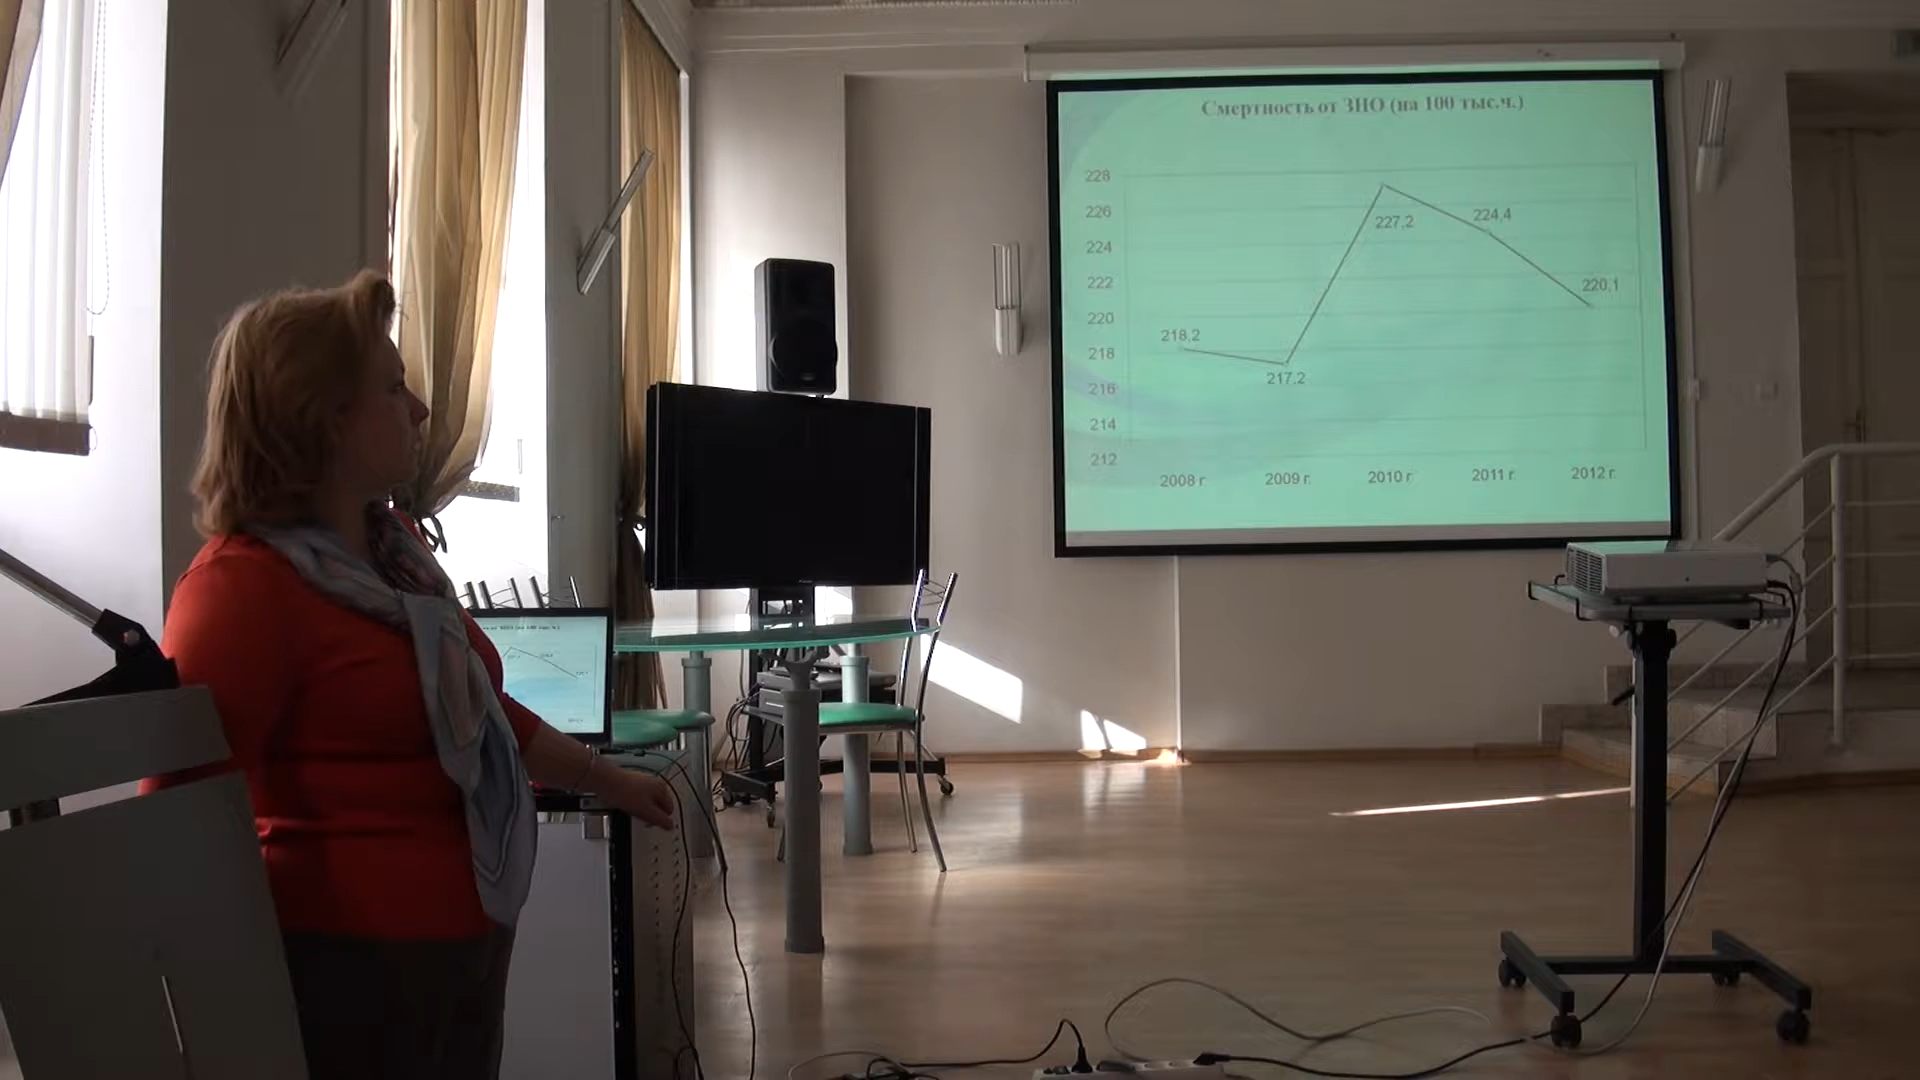 Смертность от ЗНО (на 100 тыс.ч.)
228
226
224
222
220
218
216
214
212
218,2
217,2
227,2
224,4
220,1
2008 г.
2009 г.
2010 г.
2011 г.
2012 г.